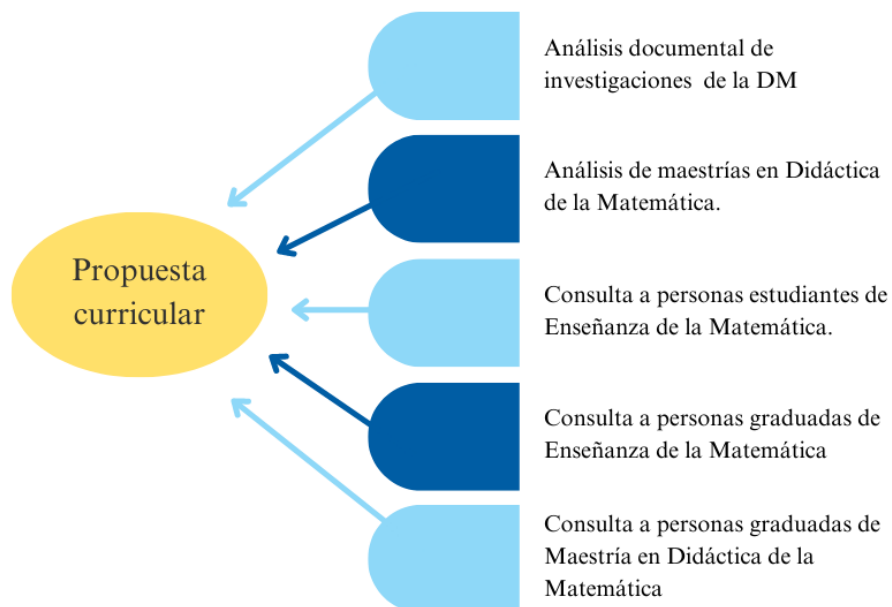 Análisis documental de
investigaciones de la DM
Análisis de maestrías en Didáctica
de la Matemática.
Propuesta
curricular
Consulta a personas estudiantes de
Enseñanza de la Matemática.
Consulta a personas graduadas de
Enseñanza de la Matemática
Consulta a personas graduadas de
Maestría en Didáctica de la
Matemática